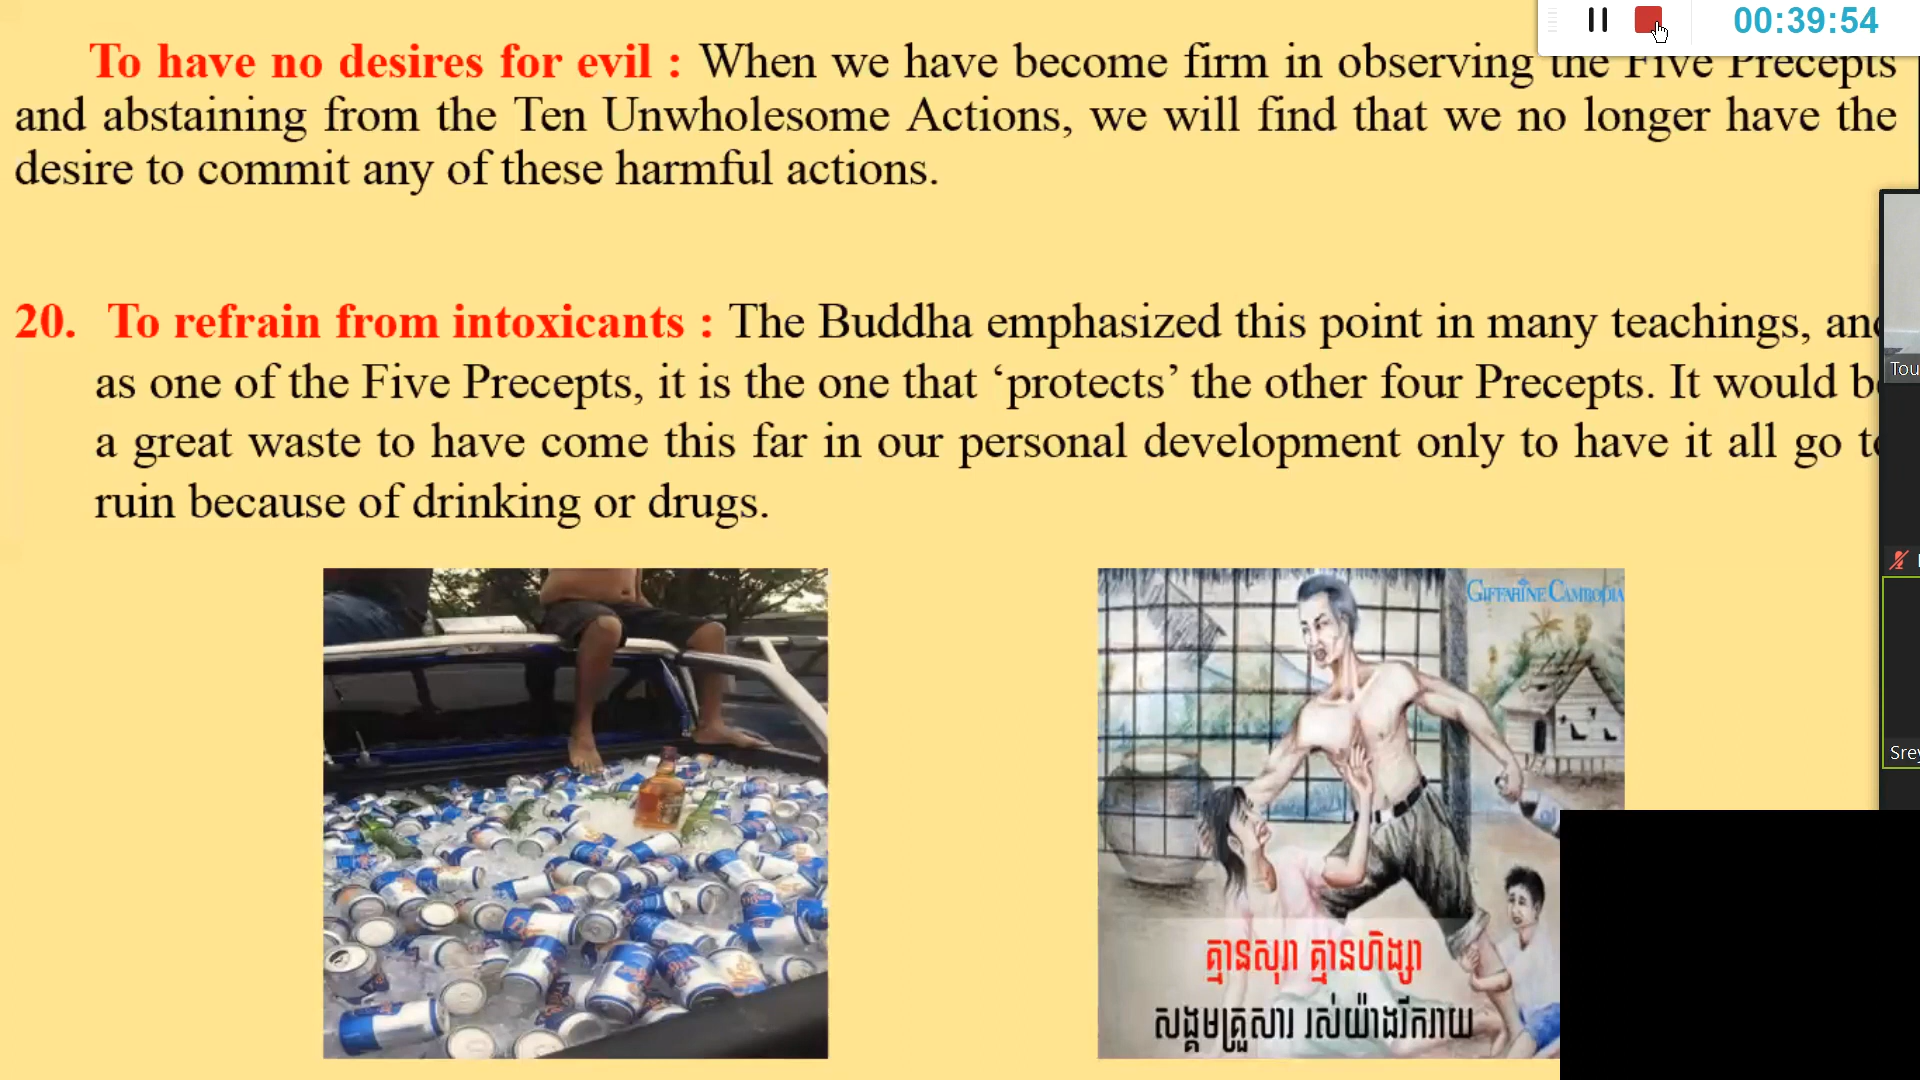 00:39:54
To have no desires for evil : When we have become firm in observing the Five Precepts
and abstaining from the Ten Unwholesome Actions, we will find that we no longer have the
desire to commit any of these harmful actions.
20. To refrain from intoxicants : The Buddha emphasized this point in many teachings, and
as one of the Five Precepts, it is the one that ‘protects’ the other four Precepts. It would be
a great waste to have come this far in our personal development only to have it all go to
ruin because of drinking or drugs.
Tou
Srey
GIFFARINE CAMBODIA
គ្មានសុរា គ្មានហិង្សា
សង្គមគ្រួសារ រស់យ៉ាងរីករាយ